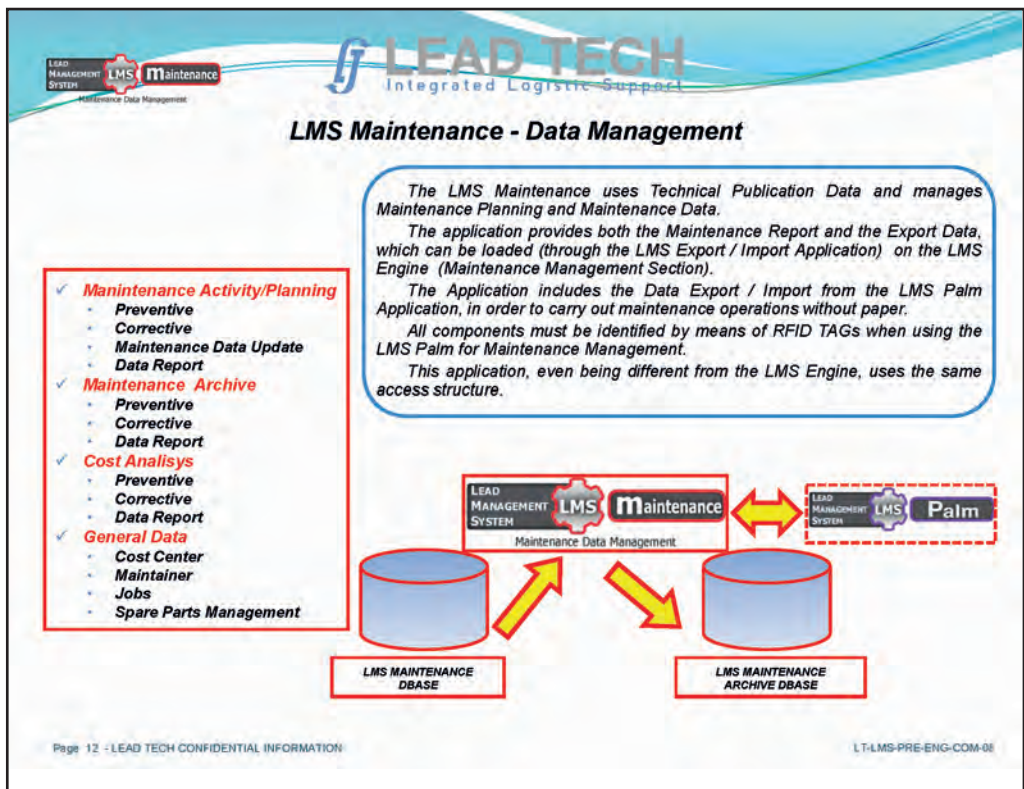 LEAD
MANAGEMENT
SYSTEM
LMS
maintenance
Maintenance Data Management
LEAD TECH
Integrated Logistic Support
LMS Maintenance - Data Management
The LMS Maintenance uses Technical Publication Data and manages
Maintenance Planning and Maintenance Data.
The application provides both the Maintenance Report and the Export Data,
which can be loaded (through the LMS Export / Import Application) on the LMS
Engine (Maintenance Management Section).
The Application includes the Data Export / Import from the LMS Palm
Application, in order to carry out maintenance operations without paper.
All components must be identified by means of RFID TAGs when using the
LMS Palm for Maintenance Management.
This application, even being different from the LMS Engine, uses the same
access structure.
✓ Manintenance Activity/Planning
• Preventive
• Corrective
• Maintenance Data Update
• Data Report
✓ Maintenance Archive
• Preventive
• Corrective
• Data Report
✓ Cost Analisys
• Preventive
• Corrective
• Data Report
✓ General Data
• Cost Center
• Maintainer
• Jobs
• Spare Parts Management
LEAD
MANAGEMENT
SYSTEM
LMS
maintenance
Maintenance Data Management
LEAD
MANAGEMENT
SYSTEM
LMS
Palm
LMS MAINTENANCE
DBASE
LMS MAINTENANCE
ARCHIVE DBASE
Page 12 - LEAD TECH CONFIDENTIAL INFORMATION
LT-LMS-PRE-ENG-COM-08